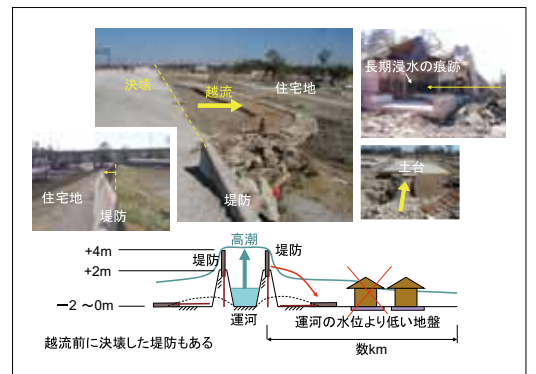 決壊
越流
住宅地
堤防
長期浸水の痕跡
土台
住宅地
堤防
高潮
+4m
堤防
堤防
+2m
ー2 ～0m
運河
運河の水位より低い地盤
数km
越流前に決壊した堤防もある